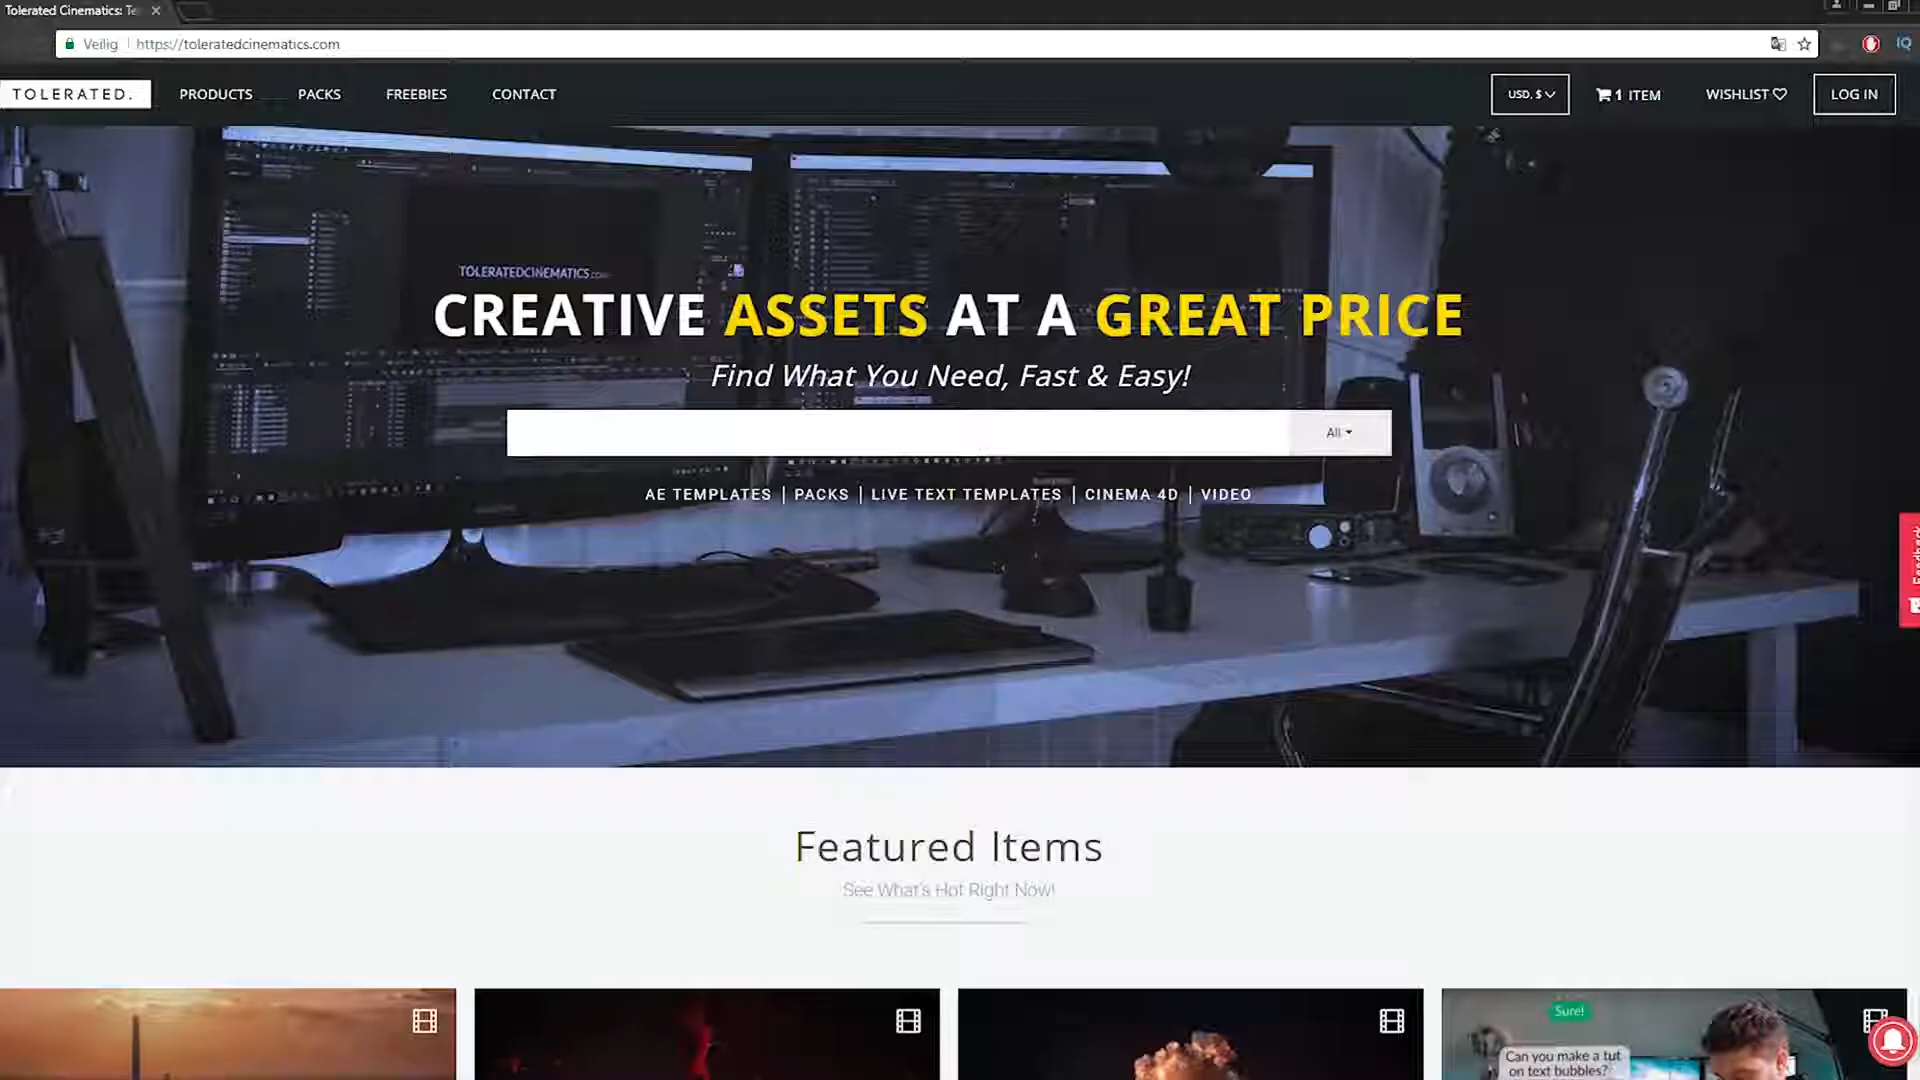 Tolerated Cinematics: Te
Veilig https://toleratedcinematics.com
TOLERATED. PRODUCTS PACKS FREEBIES CONTACT USD, $ 1 ITEM WISHLIST LOG IN
TOLERATEDCINEMATICS.COM
CREATIVE ASSETS AT A GREAT PRICE
Find What You Need, Fast & Easy!
All
AE TEMPLATES | PACKS | LIVE TEXT TEMPLATES | CINEMA 4D | VIDEO
Feedback
Featured Items
See What's Hot Right Now!
Sure!
Can you make a tut
on text bubbles?